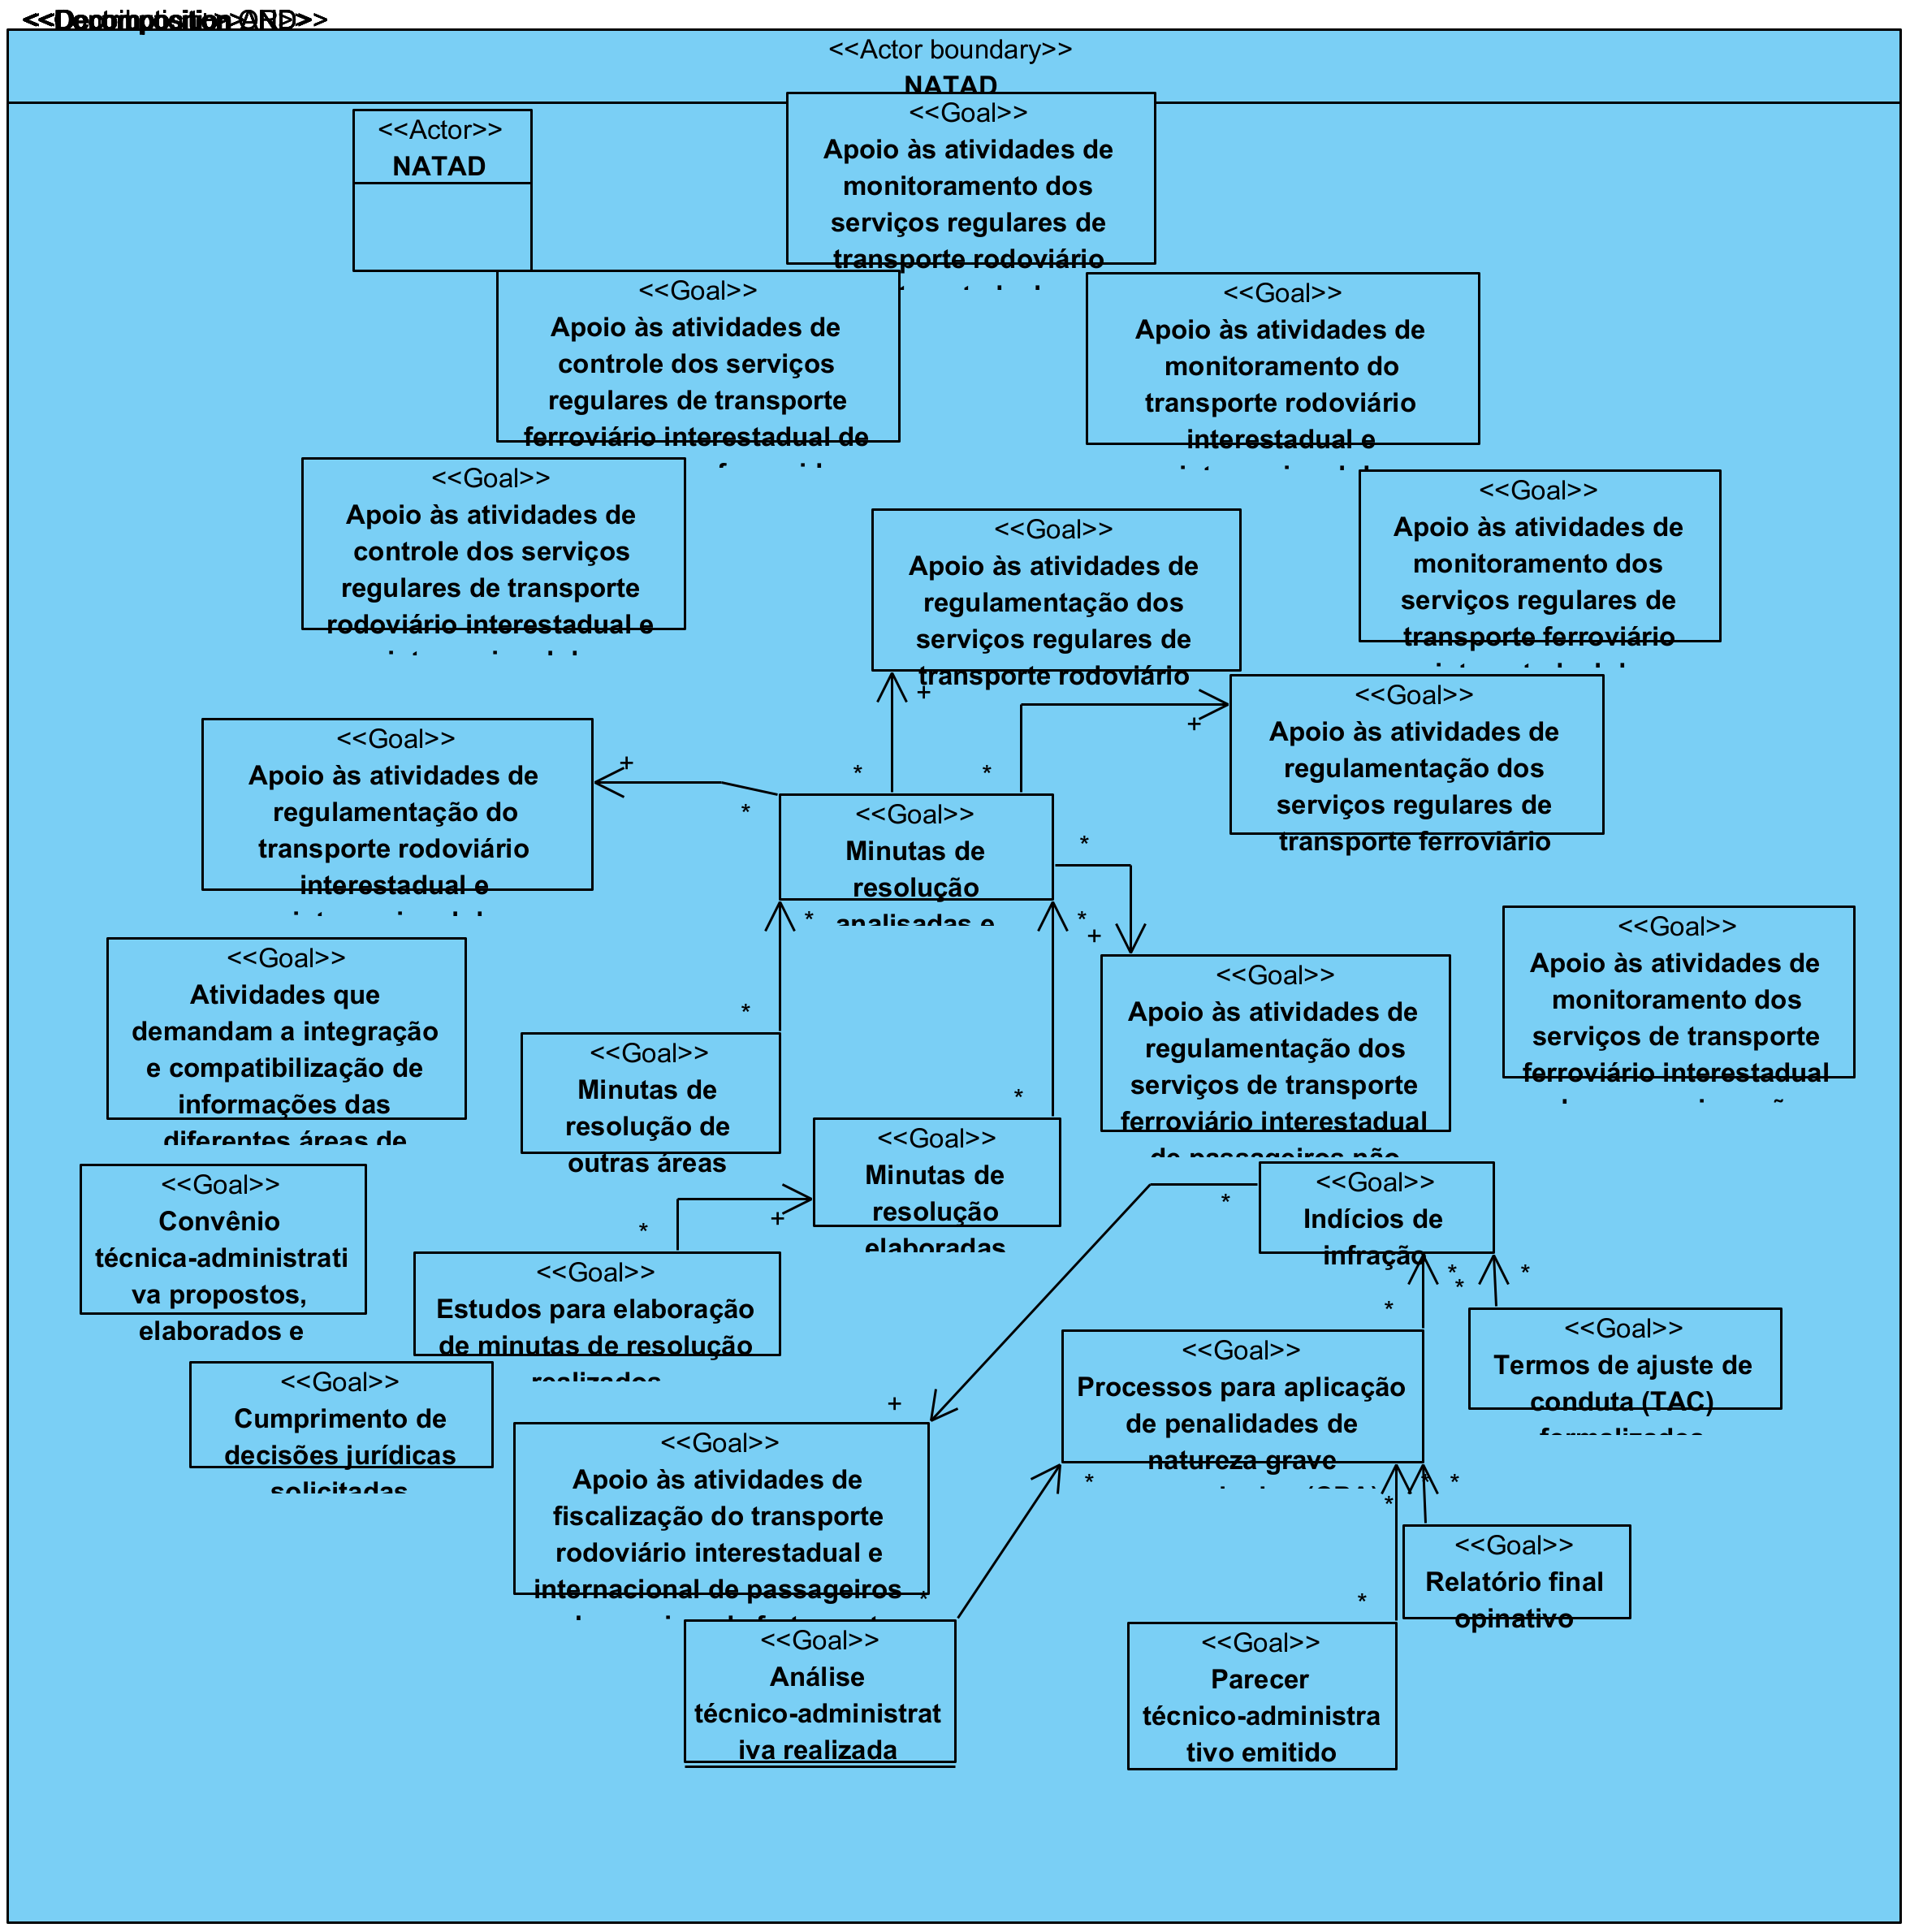 <<Actor boundary>>
NATAD
<<Actor>>
NATAD
<<Goal>>
Apoio às atividades de
monitoramento dos
serviços regulares de
transporte rodoviário
<<Goal>>
Apoio às atividades de
controle dos serviços
regulares de transporte
ferroviário interestadual de
<<Goal>>
Apoio às atividades de
monitoramento do
transporte rodoviário
interestadual e
<<Goal>>
Apoio às atividades de
controle dos serviços
regulares de transporte
rodoviário interestadual e
<<Goal>>
Apoio às atividades de
regulamentação dos
serviços regulares de
transporte rodoviário
<<Goal>>
Apoio às atividades de
monitoramento dos
serviços regulares de
transporte ferroviário
+
+
<<Goal>>
Apoio às atividades de
regulamentação dos
serviços regulares de
transporte ferroviário
<<Goal>>
Apoio às atividades de
regulamentação do
transporte rodoviário
interestadual e
+
*
*
*
<<Goal>>
Minutas de
resolução
analisadas e
*
*
*
+
<<Goal>>
Atividades que
demandam a integração
e compatibilização de
informações das
diferentes áreas de
<<Goal>>
Apoio às atividades de
regulamentação dos
serviços de transporte
ferroviário interestadual
de passageiros não
<<Goal>>
Apoio às atividades de
monitoramento dos
serviços de transporte
ferroviário interestadual
*
<<Goal>>
Minutas de
resolução de
outras áreas
*
<<Goal>>
Minutas de
resolução
elaboradas
<<Goal>>
Convênio
técnica-administrati
va propostos,
elaborados e
*
+
<<Goal>>
Estudos para elaboração
de minutas de resolução
realizados
*
<<Goal>>
Indícios de
infração
*
*
*
*
<<Goal>>
Termos de ajuste de
conduta (TAC)
formalizados
<<Goal>>
Cumprimento de
decisões jurídicas
solicitadas
<<Goal>>
Processos para aplicação
de penalidades de
natureza grave
+
<<Goal>>
Apoio às atividades de
fiscalização do transporte
rodoviário interestadual e
internacional de passageiros
*
*
*
*
*
<<Goal>>
Relatório final
opinativo
*
<<Goal>>
Análise
técnico-administrat
iva realizada
<<Goal>>
Parecer
técnico-administra
tivo emitido